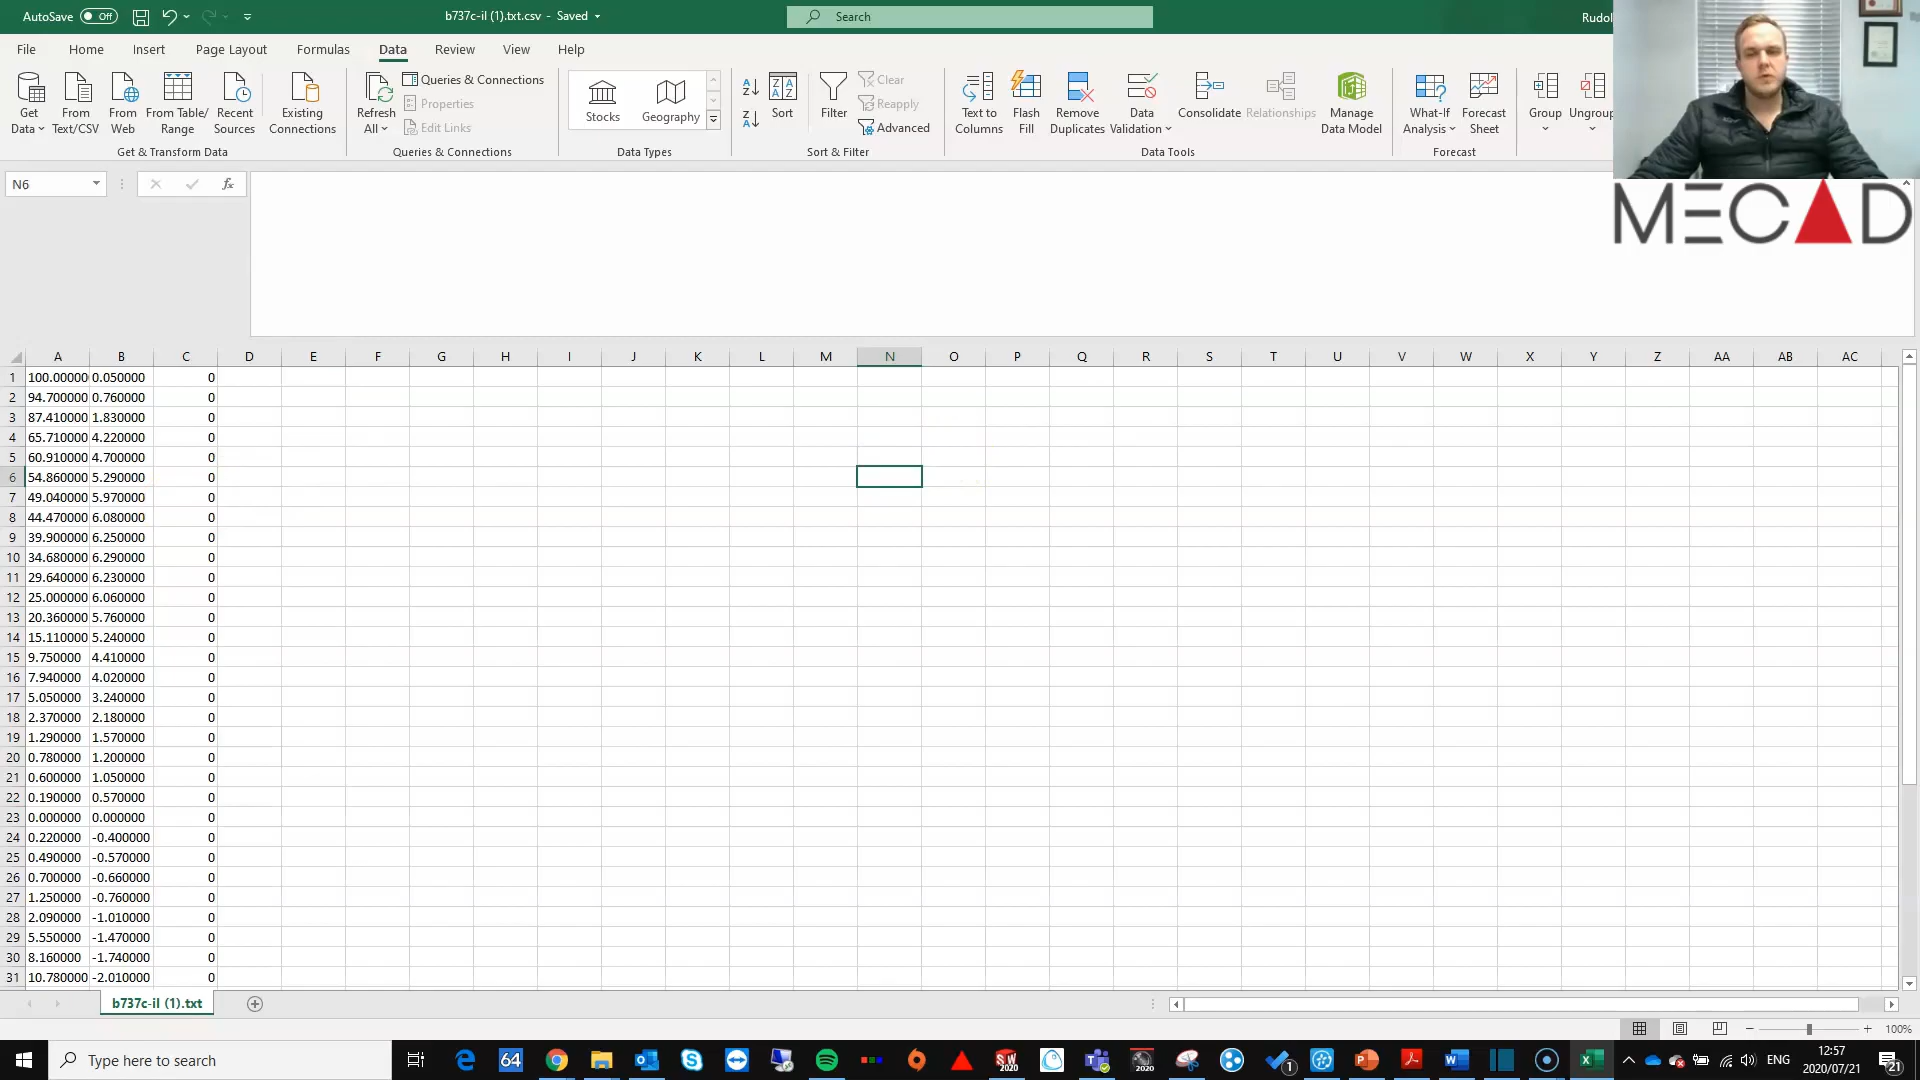 AutoSave Off
b737c-il (1).txt.csv - Saved
Search
Rudol
File Home Insert Page Layout Formulas Data Review View Help
Get Data
From Text/CSV
From Web
From Table/ Range
Recent Sources
Existing Connections
Get & Transform Data
Refresh All
Queries & Connections
Properties
Edit Links
Queries & Connections
Stocks
Geography
Data Types
Sort
Filter
Clear
Reapply
Advanced
Sort & Filter
Text to Columns
Flash Fill
Remove Duplicates
Data Validation
Consolidate
Relationships
Manage Data Model
Data Tools
What-If Analysis
Forecast Sheet
Forecast
Group
Ungroup
MECAD
N6
fx
A B C D E F G H I J K L M N O P Q R S T U V W X Y Z AA AB AC
1 100.00000 0.050000 0
2 94.700000 0.760000 0
3 87.410000 1.830000 0
4 65.710000 4.220000 0
5 60.910000 4.700000 0
6 54.860000 5.290000 0
7 49.040000 5.970000 0
8 44.470000 6.080000 0
9 39.900000 6.250000 0
10 34.680000 6.290000 0
11 29.640000 6.230000 0
12 25.000000 6.060000 0
13 20.360000 5.760000 0
14 15.110000 5.240000 0
15 9.750000 4.410000 0
16 7.940000 4.020000 0
17 5.050000 3.240000 0
18 2.370000 2.180000 0
19 1.290000 1.570000 0
20 0.780000 1.200000 0
21 0.600000 1.050000 0
22 0.190000 0.570000 0
23 0.000000 0.000000 0
24 0.220000 -0.400000 0
25 0.490000 -0.570000 0
26 0.700000 -0.660000 0
27 1.250000 -0.760000 0
28 2.090000 -1.010000 0
29 5.550000 -1.470000 0
30 8.160000 -1.740000 0
31 10.780000 -2.010000 0
b737c-il (1).txt
100%
Type here to search
64
ENG
12:57
2020/07/21
21